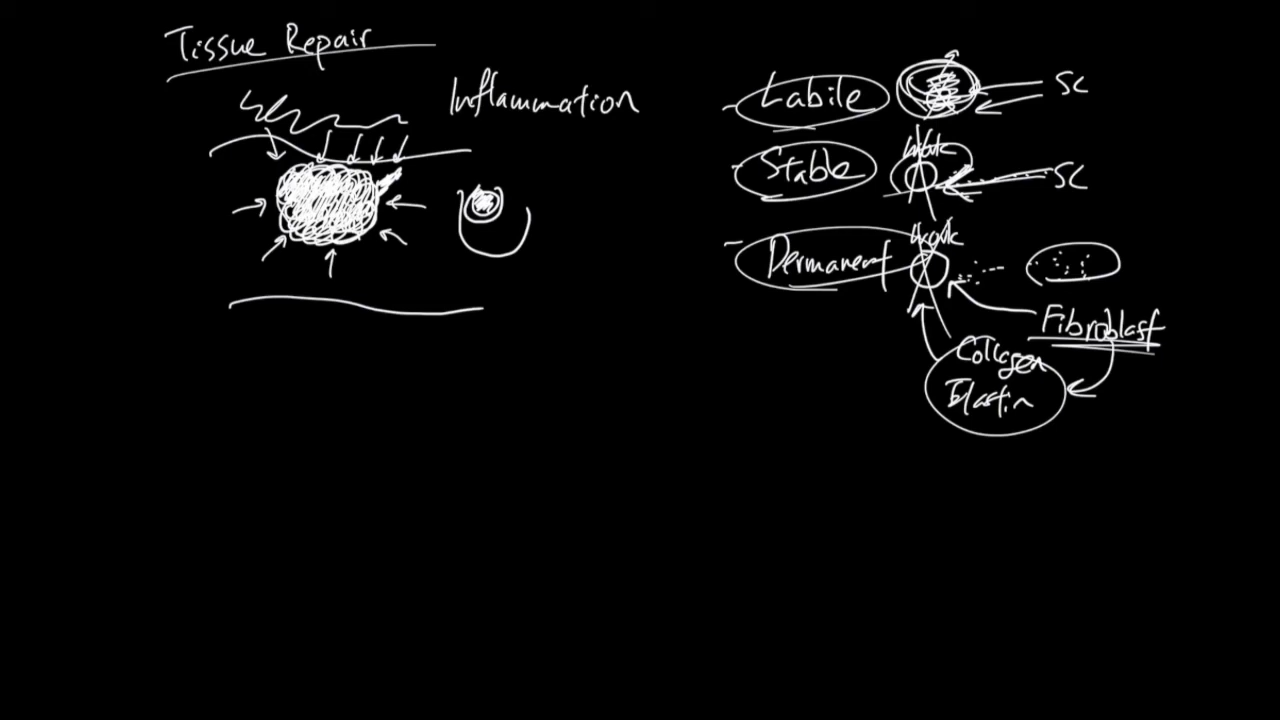 Tissue Repair
Inflammation
Labile
SC
Stable
SC
Permanent
Fibroblast
Collagen
Elastin